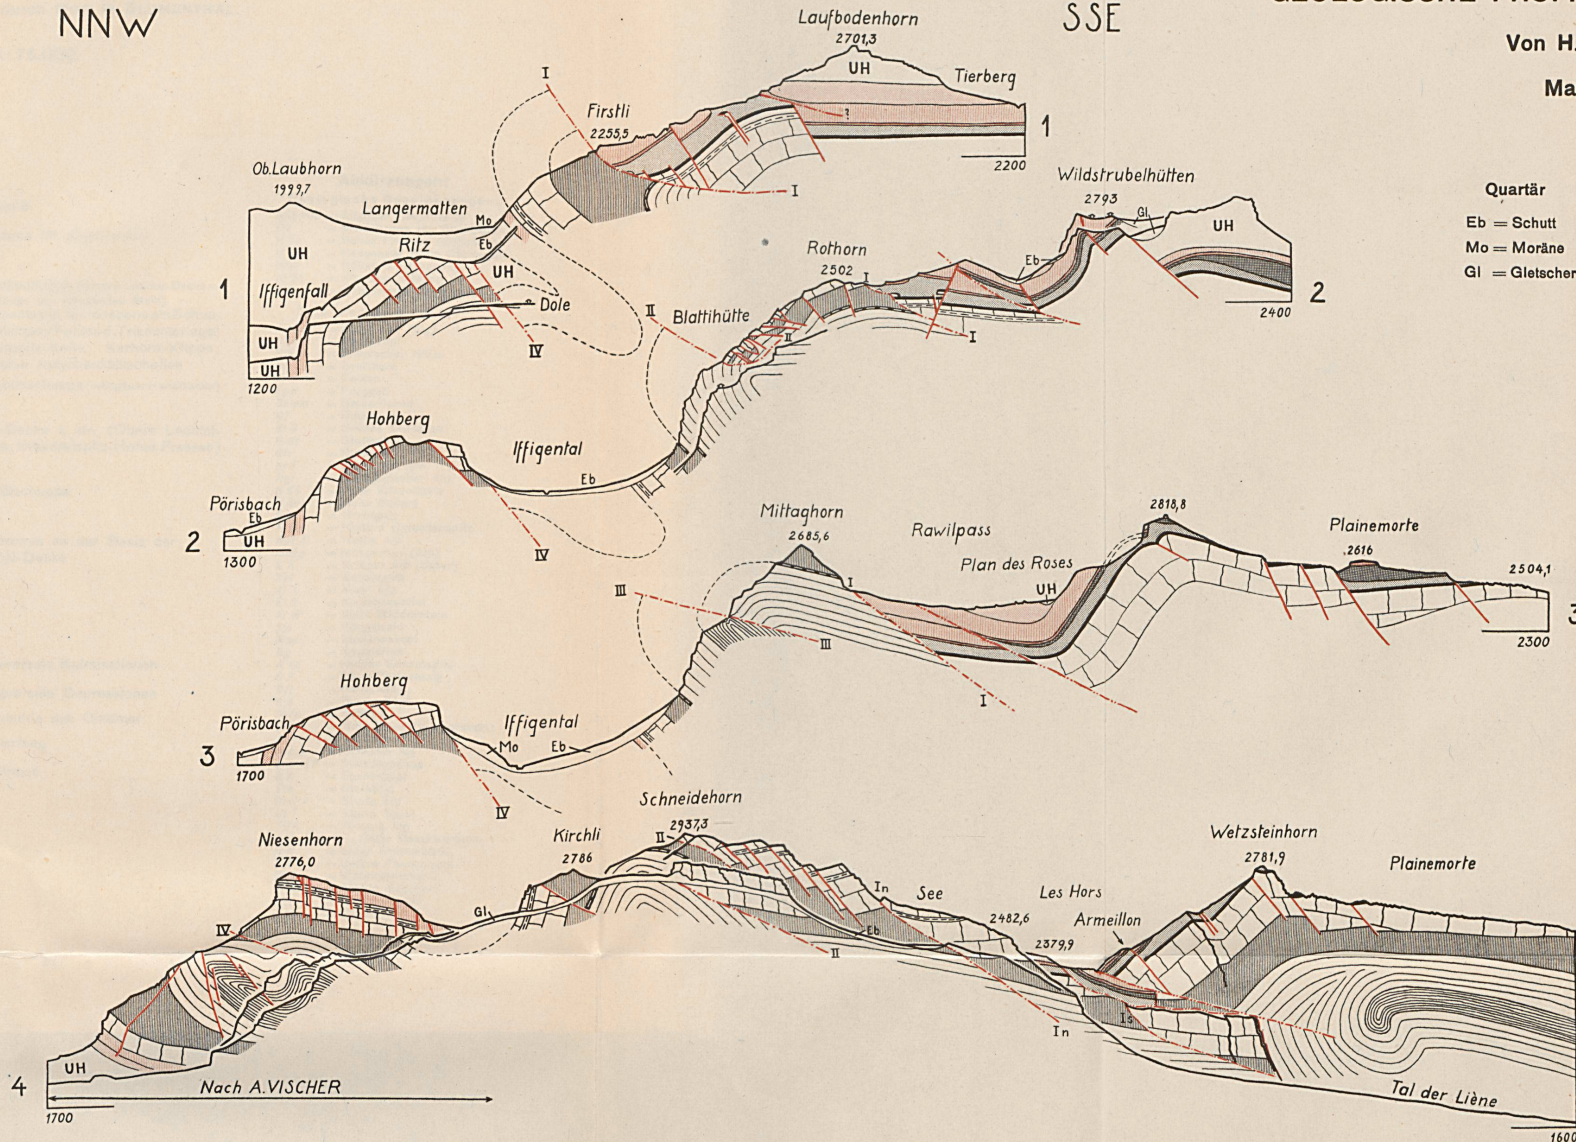 NNW
SSE
Von H.
Ma
Quartär
Eb = Schutt
Mo = Moräne
Gl = Gletscher
Laufbodenhorn
2701,3
UH
Tierberg
I
Firstli
2255,5
?
1
2200
I
Ob.Laubhorn
1999,7
Langermatten
Mo
Ritz
Eb
UH
UH
1
Iffigenfall
Dole
UH
IV
UH
1200
Wildstrubelhütten
2793
Gl
UH
Rothorn
2502
I
Eb
2
2400
II
Blattihütte
II
I
Hohberg
Iffigental
Eb
Pörisbach
Eb
2
UH
1300
IV
Mittaghorn
2685,6
Rawilpass
2818,8
Plainemorte
2616
Plan des Roses
2504,1
I
UH
III
3
2300
III
I
Hohberg
Pörisbach
Iffigental
Mo
Eb
3
1700
IV
Schneidehorn
2937,3
II
Niesenhorn
2776,0
Kirchli
2786
Wetzsteinhorn
2781,9
Plainemorte
In
See
Les Hors
Armeillon
2482,6
2379,9
Gl
IV
Eb
II
In
Is
UH
4
Nach A.VISCHER
1700
Tal der Liène
1600